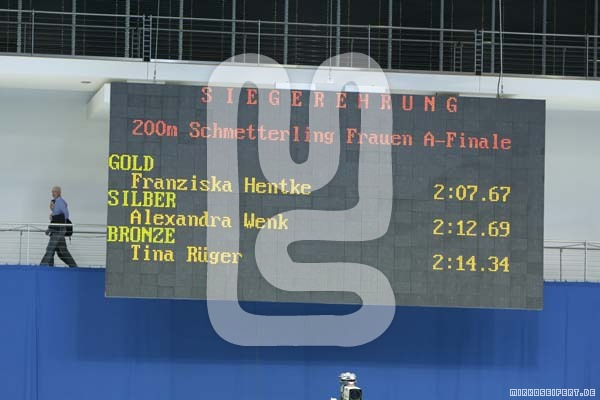 SIEGEREHRUNG
200m Schmetterling Frauen A-Finale
GOLD
Franziska Hentke 2:07.67
SILBER
Alexandra Wenk 2:12.69
BRONZE
Tina Rüger 2:14.34
MIRKOSEIFERT.DE